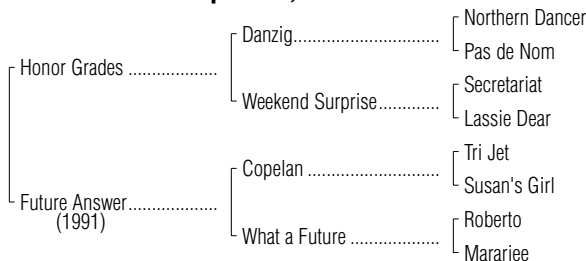 Northern Dancer
Danzig..............................
Pas de Nom
Honor Grades ...................
Secretariat
Weekend Surprise.............
Lassie Dear
Tri Jet
Copelan ............................
Susan's Girl
Future Answer...................
(1991)
Roberto
What a Future ...................
Mararjee